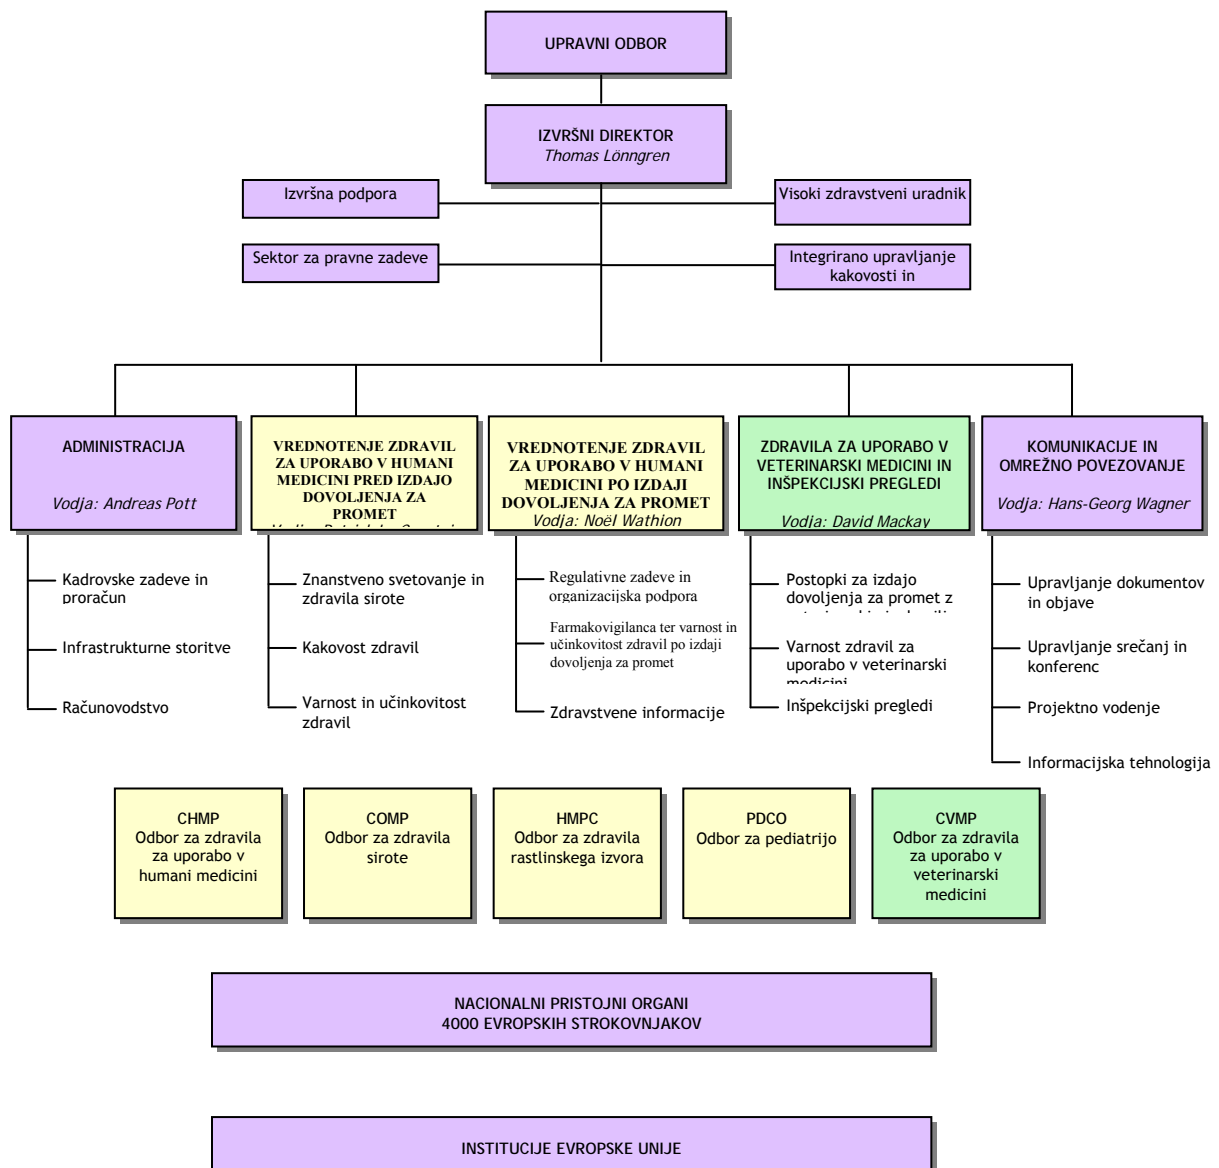 UPRAVNI ODBOR
IZVRŠNI DIREKTOR
Thomas Lönngren
Izvršna podpora
Visoki zdravstveni uradnik
Sektor za pravne zadeve
Integrirano upravljanje
kakovosti in
ADMINISTRACIJA
Vodja: Andreas Pott
VREDNOTENJE ZDRAVIL
ZA UPORABO V HUMANI
MEDICINI PRED IZDAJO
DOVOLJENJA ZA
PROMET
VREDNOTENJE ZDRAVIL
ZA UPORABO V HUMANI
MEDICINI PO IZDAJI
DOVOLJENJA ZA PROMET
Vodja: Noël Wathion
ZDRAVILA ZA UPORABO V
VETERINARSKI MEDICINI IN
INŠPEKCIJSKI PREGLEDI
Vodja: David Mackay
KOMUNIKACIJE IN
OMREŽNO POVEZOVANJE
Vodja: Hans-Georg Wagner
Kadrovske zadeve in
proračun
Infrastrukturne storitve
Računovodstvo
Znanstveno svetovanje in
zdravila sirote
Kakovost zdravil
Varnost in učinkovitost
zdravil
Regulativne zadeve in
organizacijska podpora
Farmakovigilanca ter varnost in
učinkovitost zdravil po izdaji
dovoljenja za promet
Zdravstvene informacije
Postopki za izdajo
dovoljenja za promet z
Varnost zdravil za
uporabo v veterinarski
medicini
Inšpekcijski pregledi
Upravljanje dokumentov
in objave
Upravljanje srečanj in
konferenc
Projektno vodenje
Informacijska tehnologija
CHMP
Odbor za zdravila
za uporabo v
humani medicini
COMP
Odbor za zdravila
sirote
HMPC
Odbor za zdravila
rastlinskega izvora
PDCO
Odbor za pediatrijo
CVMP
Odbor za zdravila
za uporabo v
veterinarski
medicini
NACIONALNI PRISTOJNI ORGANI
4000 EVROPSKIH STROKOVNJAKOV
INSTITUCIJE EVROPSKE UNIJE